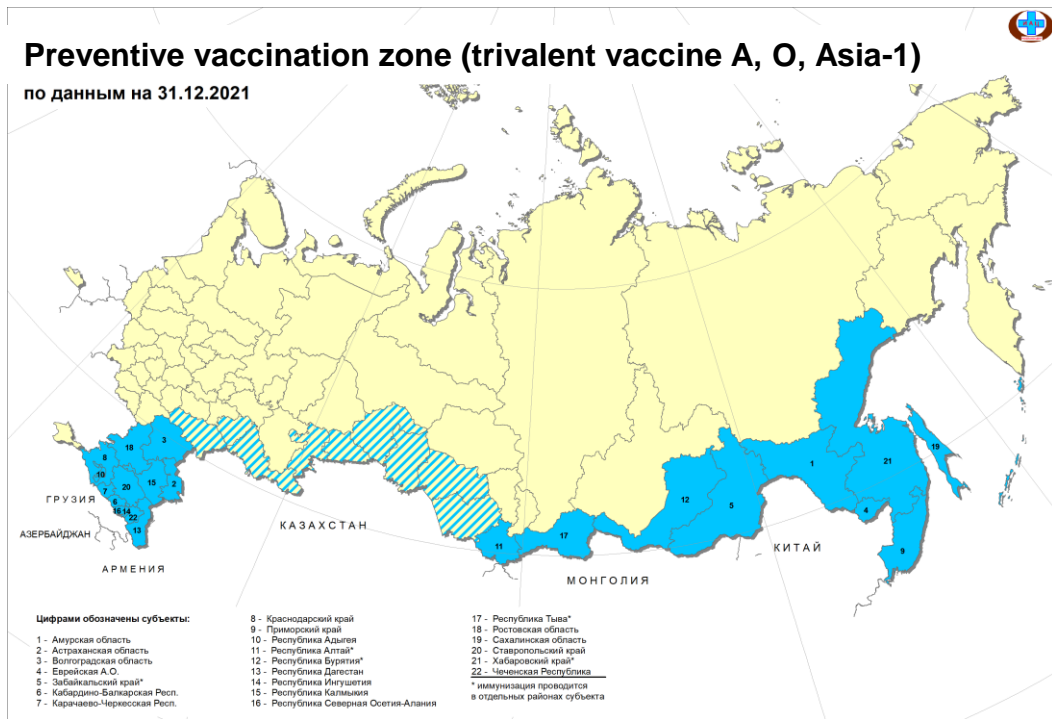 Preventive vaccination zone (trivalent vaccine A, O, Asia-1)
по данным на 31.12.2021
18
3
8
10
20
15
2
7
6
16
14
22
13
11
17
12
5
1
21
19
4
9
ГРУЗИЯ
АЗЕРБАЙДЖАН
АРМЕНИЯ
КАЗАХСТАН
МОНГОЛИЯ
КИТАЙ
Цифрами обозначены субъекты:
1 - Амурская область
2 - Астраханская область
3 - Волгоградская область
4 - Еврейская А.О.
5 - Забайкальский край*
6 - Кабардино-Балкарская Респ.
7 - Карачаево-Черкесская Респ.
8 - Краснодарский край
9 - Приморский край
10 - Республика Адыгея
11 - Республика Алтай*
12 - Республика Бурятия*
13 - Республика Дагестан
14 - Республика Ингушетия
15 - Республика Калмыкия
16 - Республика Северная Осетия-Алания
17 - Республика Тыва*
18 - Ростовская область
19 - Сахалинская область
20 - Ставропольский край
21 - Хабаровский край*
22 - Чеченская Республика
* иммунизация проводится
в отдельных районах субъекта